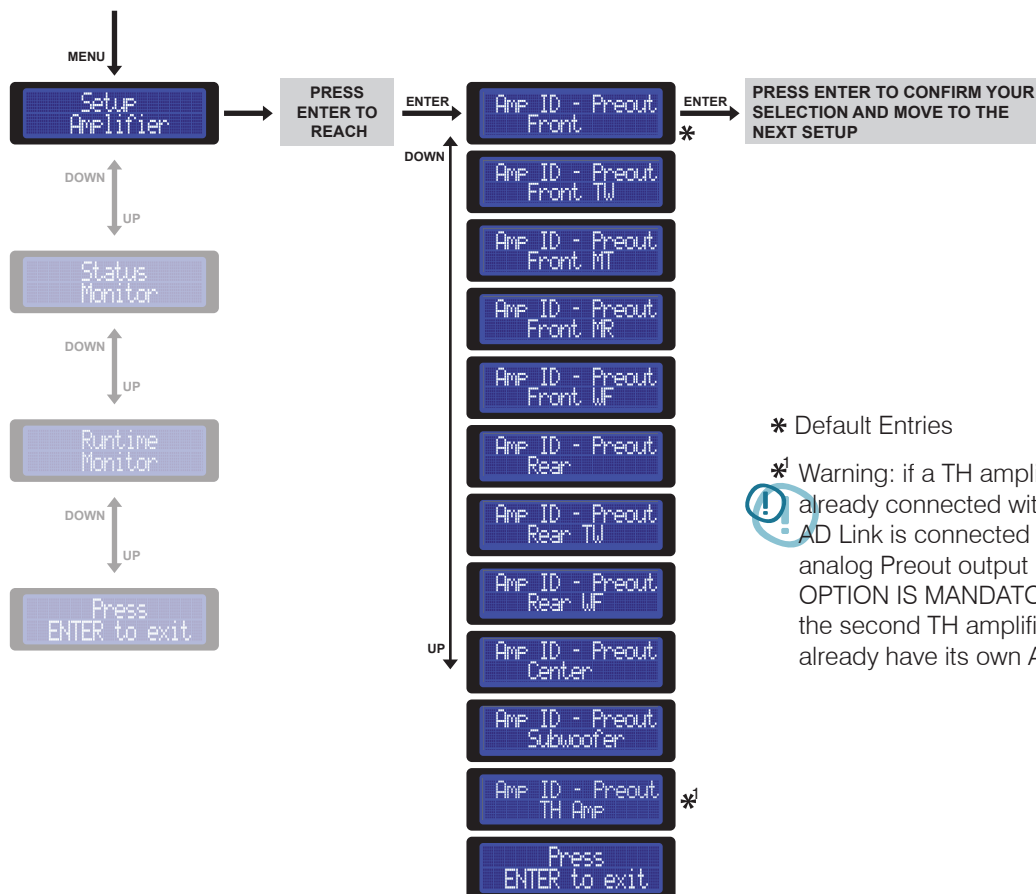 MENU
Setup
Amplifier
PRESS
ENTER TO
REACH
ENTER
Amp ID - Preout
Front
*
ENTER
PRESS ENTER TO CONFIRM YOUR
SELECTION AND MOVE TO THE
NEXT SETUP
DOWN
UP
Status
Monitor
DOWN
UP
Runtime
Monitor
DOWN
UP
Press
ENTER to exit
DOWN
Amp ID - Preout
Front TW
Amp ID - Preout
Front MT
Amp ID - Preout
Front MR
Amp ID - Preout
Front WF
Amp ID - Preout
Rear
Amp ID - Preout
Rear TW
Amp ID - Preout
Rear WF
UP
Amp ID - Preout
Center
Amp ID - Preout
Subwoofer
Amp ID - Preout
TH Amp
*1
Press
ENTER to exit
* Default Entries
*1 Warning: if a TH ampli
already connected wit
AD Link is connected
analog Preout output
OPTION IS MANDATO
the second TH amplifi
already have its own A